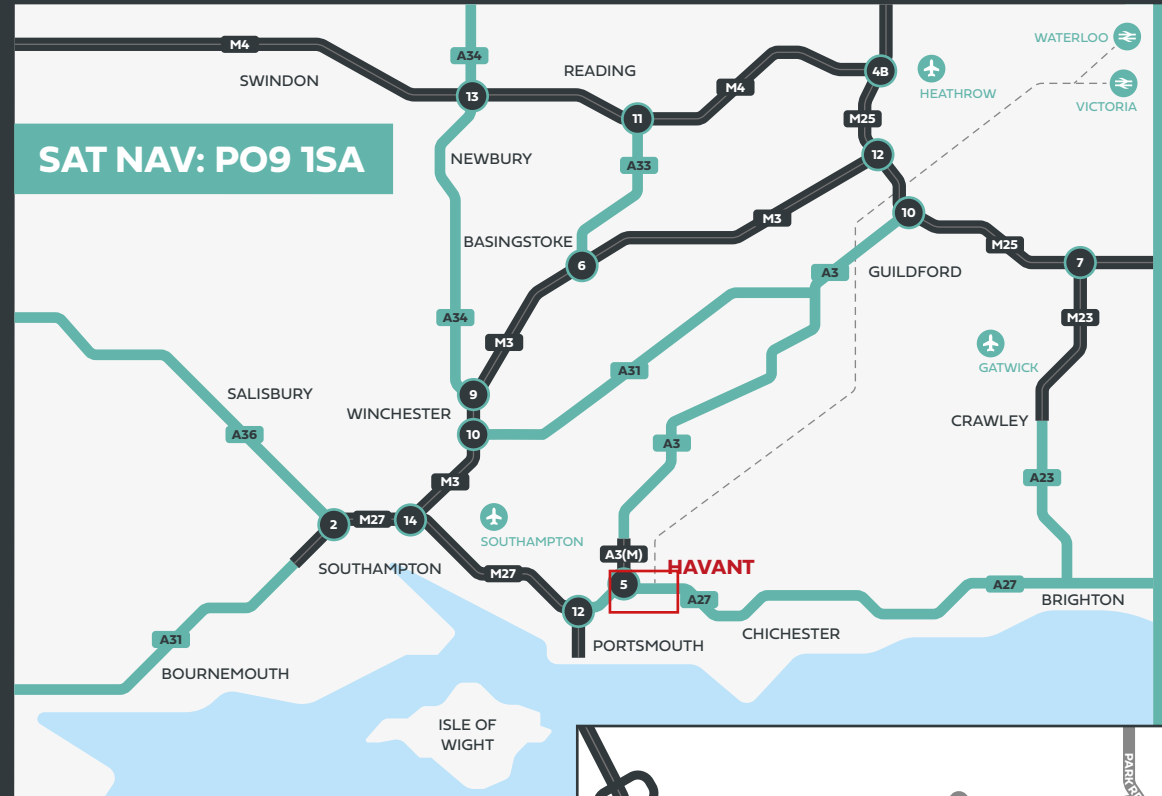 M4
A34
SWINDON
13
READING
11
M4
4B
HEATHROW
WATERLOO
VICTORIA
M25
12
SAT NAV: PO9 1SA
NEWBURY
A33
M3
10
M25
7
BASINGSTOKE
6
A3
GUILDFORD
A34
M3
M23
GATWICK
A31
SALISBURY
9
WINCHESTER
10
CRAWLEY
A36
A3
A23
M3
2
M27
14
SOUTHAMPTON
SOUTHAMPTON
M27
A3(M)
HAVANT
5
12
A27
A27
BRIGHTON
A31
PORTSMOUTH
CHICHESTER
BOURNEMOUTH
ISLE OF
WIGHT